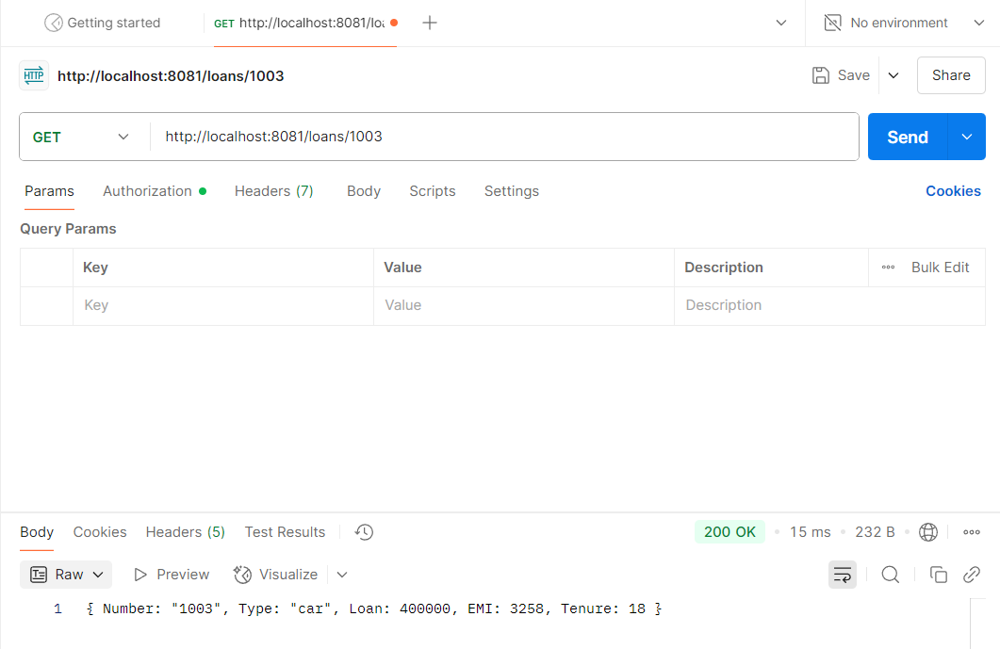 Getting started
GET http://localhost:8081/loa
No environment
HTTP http://localhost:8081/loans/1003
Save
Share
GET
http://localhost:8081/loans/1003
Send
Params Authorization Headers (7) Body Scripts Settings Cookies
Query Params
Key Value Description Bulk Edit
Key Value Description
Body Cookies Headers (5) Test Results 200 OK 15 ms 232 B
Raw Preview Visualize
1 { Number: "1003", Type: "car", Loan: 400000, EMI: 3258, Tenure: 18 }